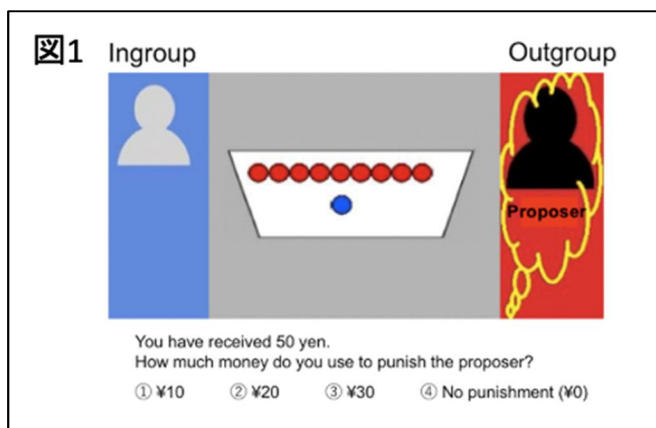 図1
Ingroup
Outgroup
Proposer
You have received 50 yen.
How much money do you use to punish the proposer?
① ¥10 ② ¥20 ③ ¥30 ④ No punishment (¥0)